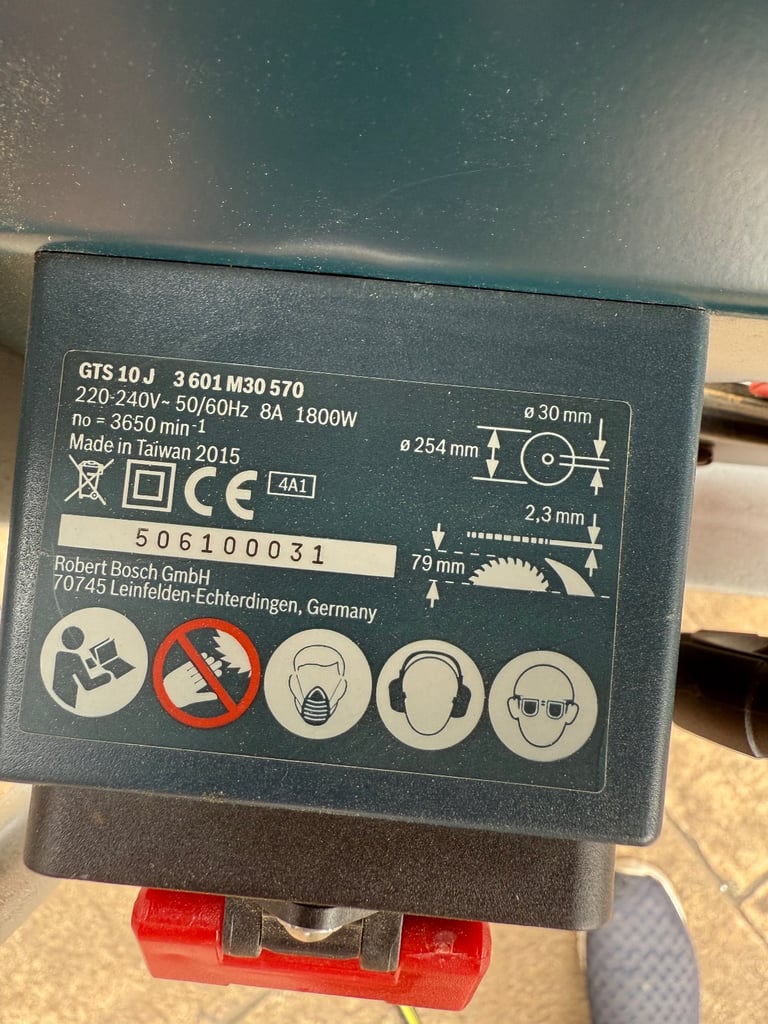 GTS 10 J 3 601 M30 570
220-240V~ 50/60Hz 8A 1800W
n0 = 3650 min-1
Made in Taiwan 2015
CE 4A1
506100031
Robert Bosch GmbH
70745 Leinfelden-Echterdingen, Germany
ø 30 mm
ø 254 mm
2,3 mm
79 mm